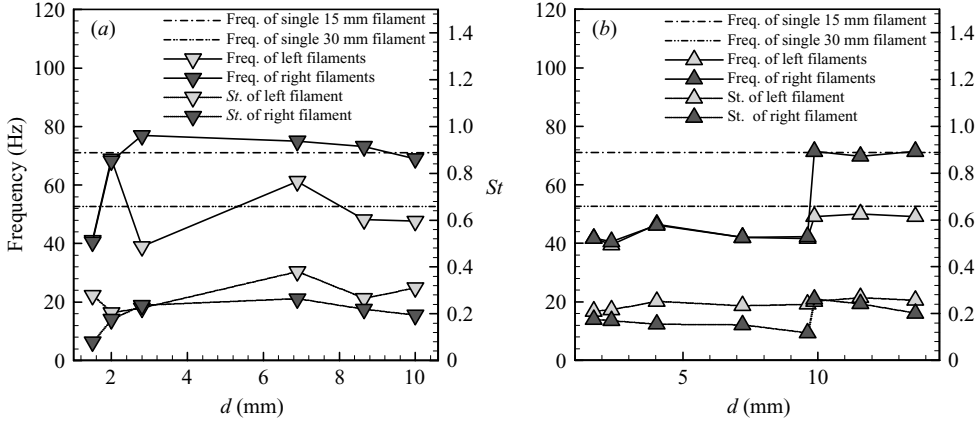 (a)
Freq. of single 15 mm filament
Freq. of single 30 mm filament
Freq. of left filaments
Freq. of right filaments
St. of left filaments
St. of right filament
120
100
80
60
40
20
0
Frequency (Hz)
1.4
1.2
1.0
0.8
0.6
0.4
0.2
0
St
2
4
6
8
10
d (mm)
(b)
Freq. of single 15 mm filament
Freq. of single 30 mm filament
Freq. of left filaments
Freq. of right filaments
St. of left filament
St. of right filament
120
100
80
60
40
20
0
1.4
1.2
1.0
0.8
0.6
0.4
0.2
0
5
10
d (mm)